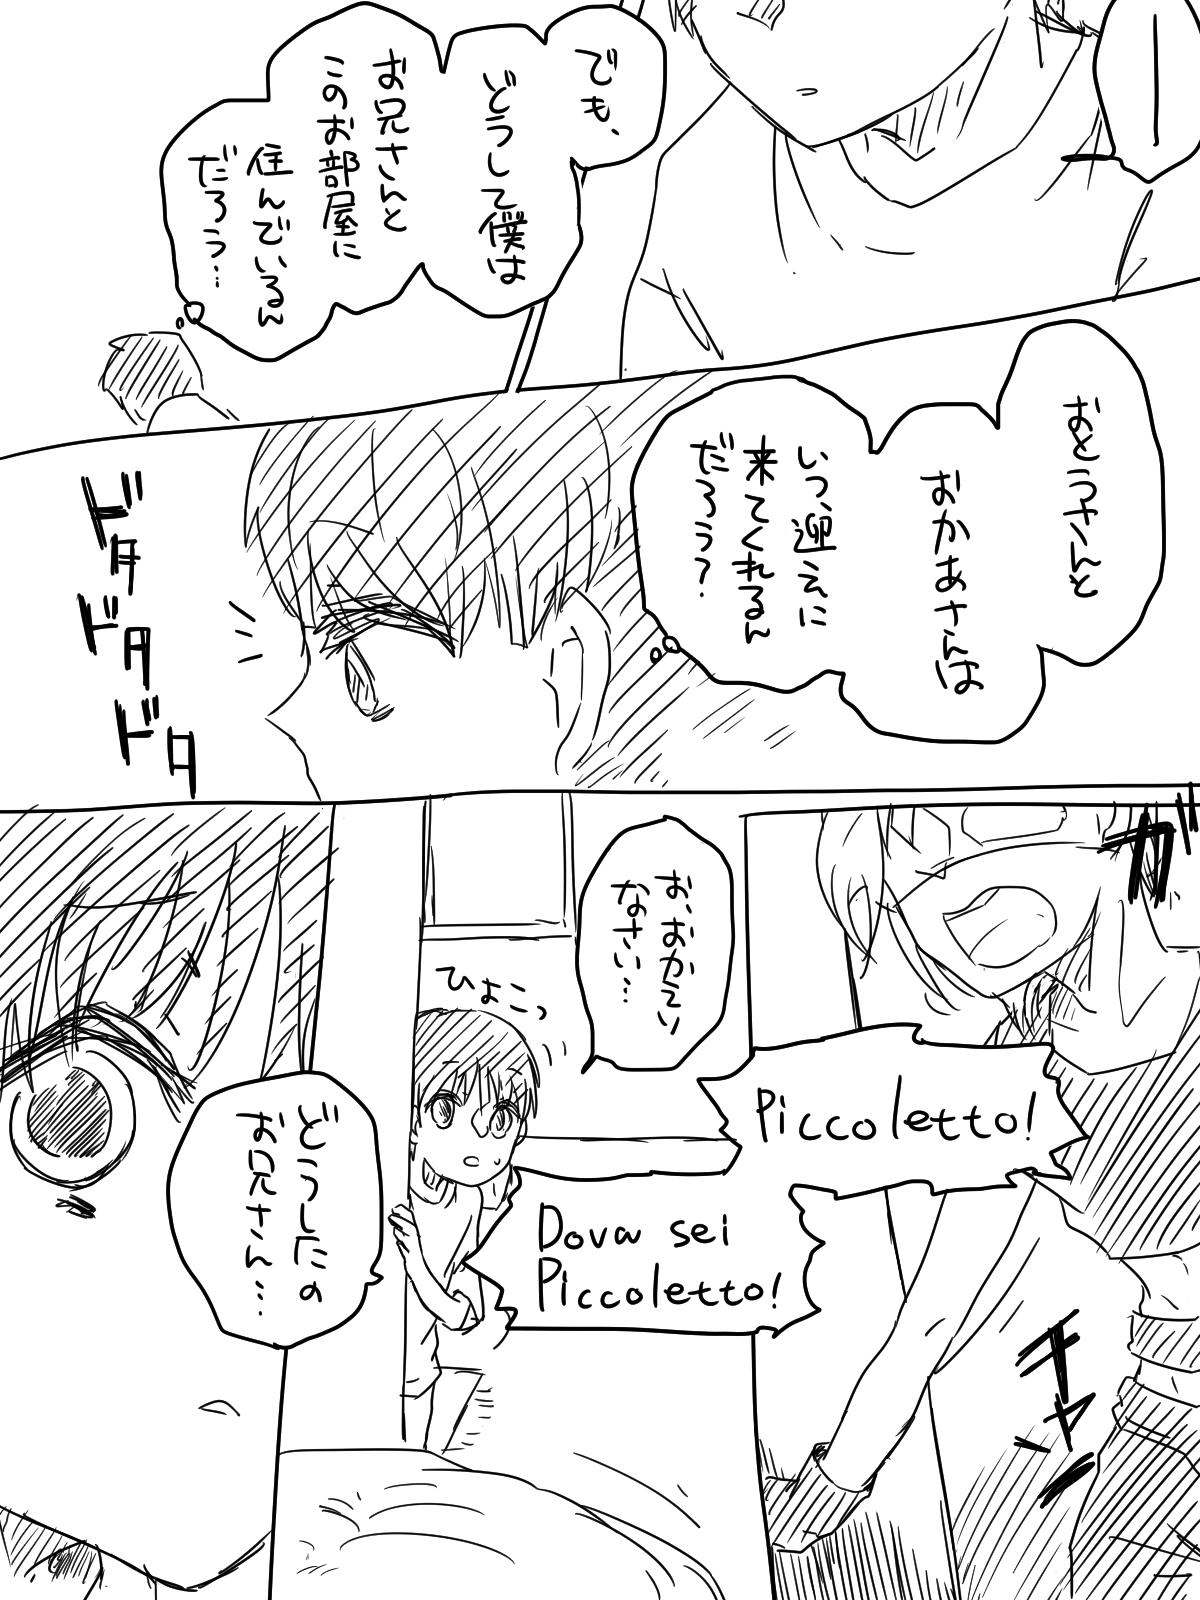 でも、
どうして僕は
お兄さんと
このお部屋に
住んでいるん
だろう…
おとうさんと
おかあさんは
いつ、迎えに
来てくれるん
だろう?
ドタ
ドタ
ドタ
ガ
チャ
Piccoletto!
Dova sei
Piccoletto!
お、おかえり
なさい…
ひょこっ
どうしたの
お兄さん…